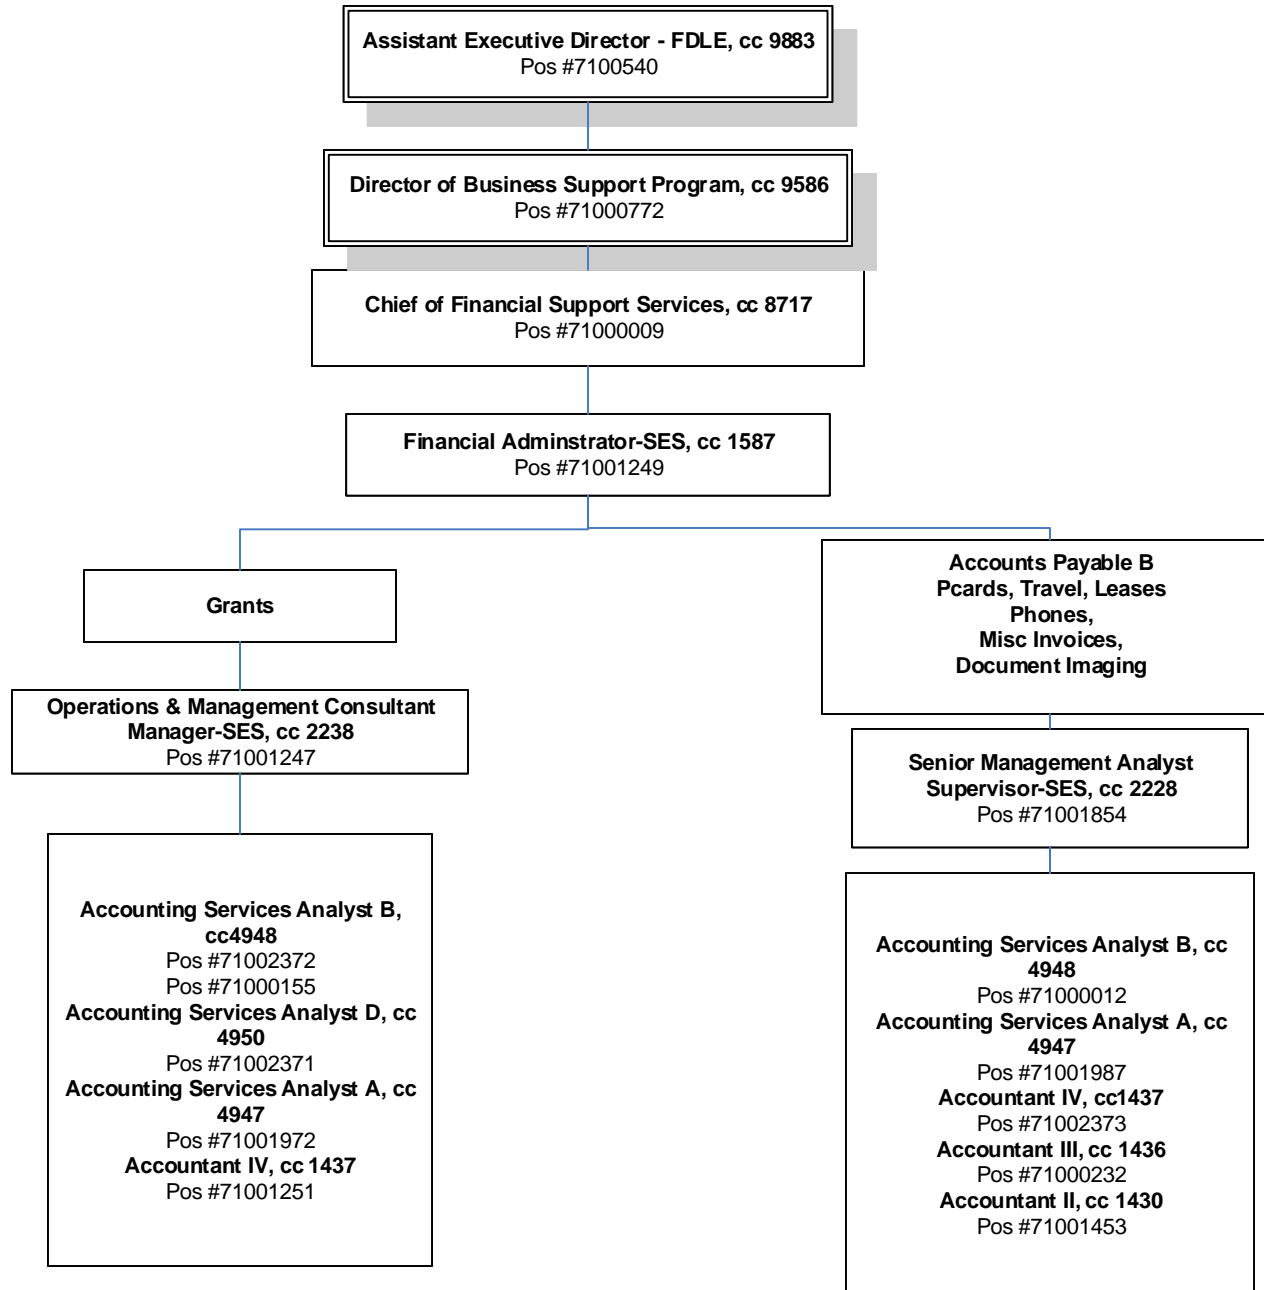 Assistant Executive Director - FDLE, cc 9883
Pos #7100540
Director of Business Support Program, cc 9586
Pos #71000772
Chief of Financial Support Services, cc 8717
Pos #71000009
Financial Adminstrator-SES, cc 1587
Pos #71001249
Grants
Operations & Management Consultant
Manager-SES, cc 2238
Pos #71001247
Accounting Services Analyst B,
cc4948
Pos #71002372
Pos #71000155
Accounting Services Analyst D, cc
4950
Pos #71002371
Accounting Services Analyst A, cc
4947
Pos #71001972
Accountant IV, cc 1437
Pos #71001251
Accounts Payable B
Pcards, Travel, Leases
Phones,
Misc Invoices,
Document Imaging
Senior Management Analyst
Supervisor-SES, cc 2228
Pos #71001854
Accounting Services Analyst B, cc
4948
Pos #71000012
Accounting Services Analyst A, cc
4947
Pos #71001987
Accountant IV, cc1437
Pos #71002373
Accountant III, cc 1436
Pos #71000232
Accountant II, cc 1430
Pos #71001453